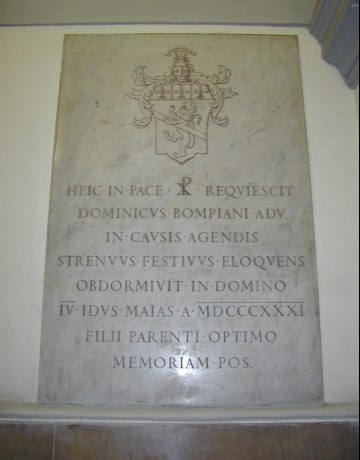 HEIC · IN · PACE · ☧ · REQVIESCIT
DOMINICVS · BOMPIANI · ADV.
IN · CAVSIS · AGENDIS
STRENVVS · FESTIVVS · ELOQVENS
OBDORMIVIT · IN · DOMINO
IV · IDVS · MAIAS · A · MDCCCXXXI
FILII · PARENTI · OPTIMO
MEMORIAM · POS.